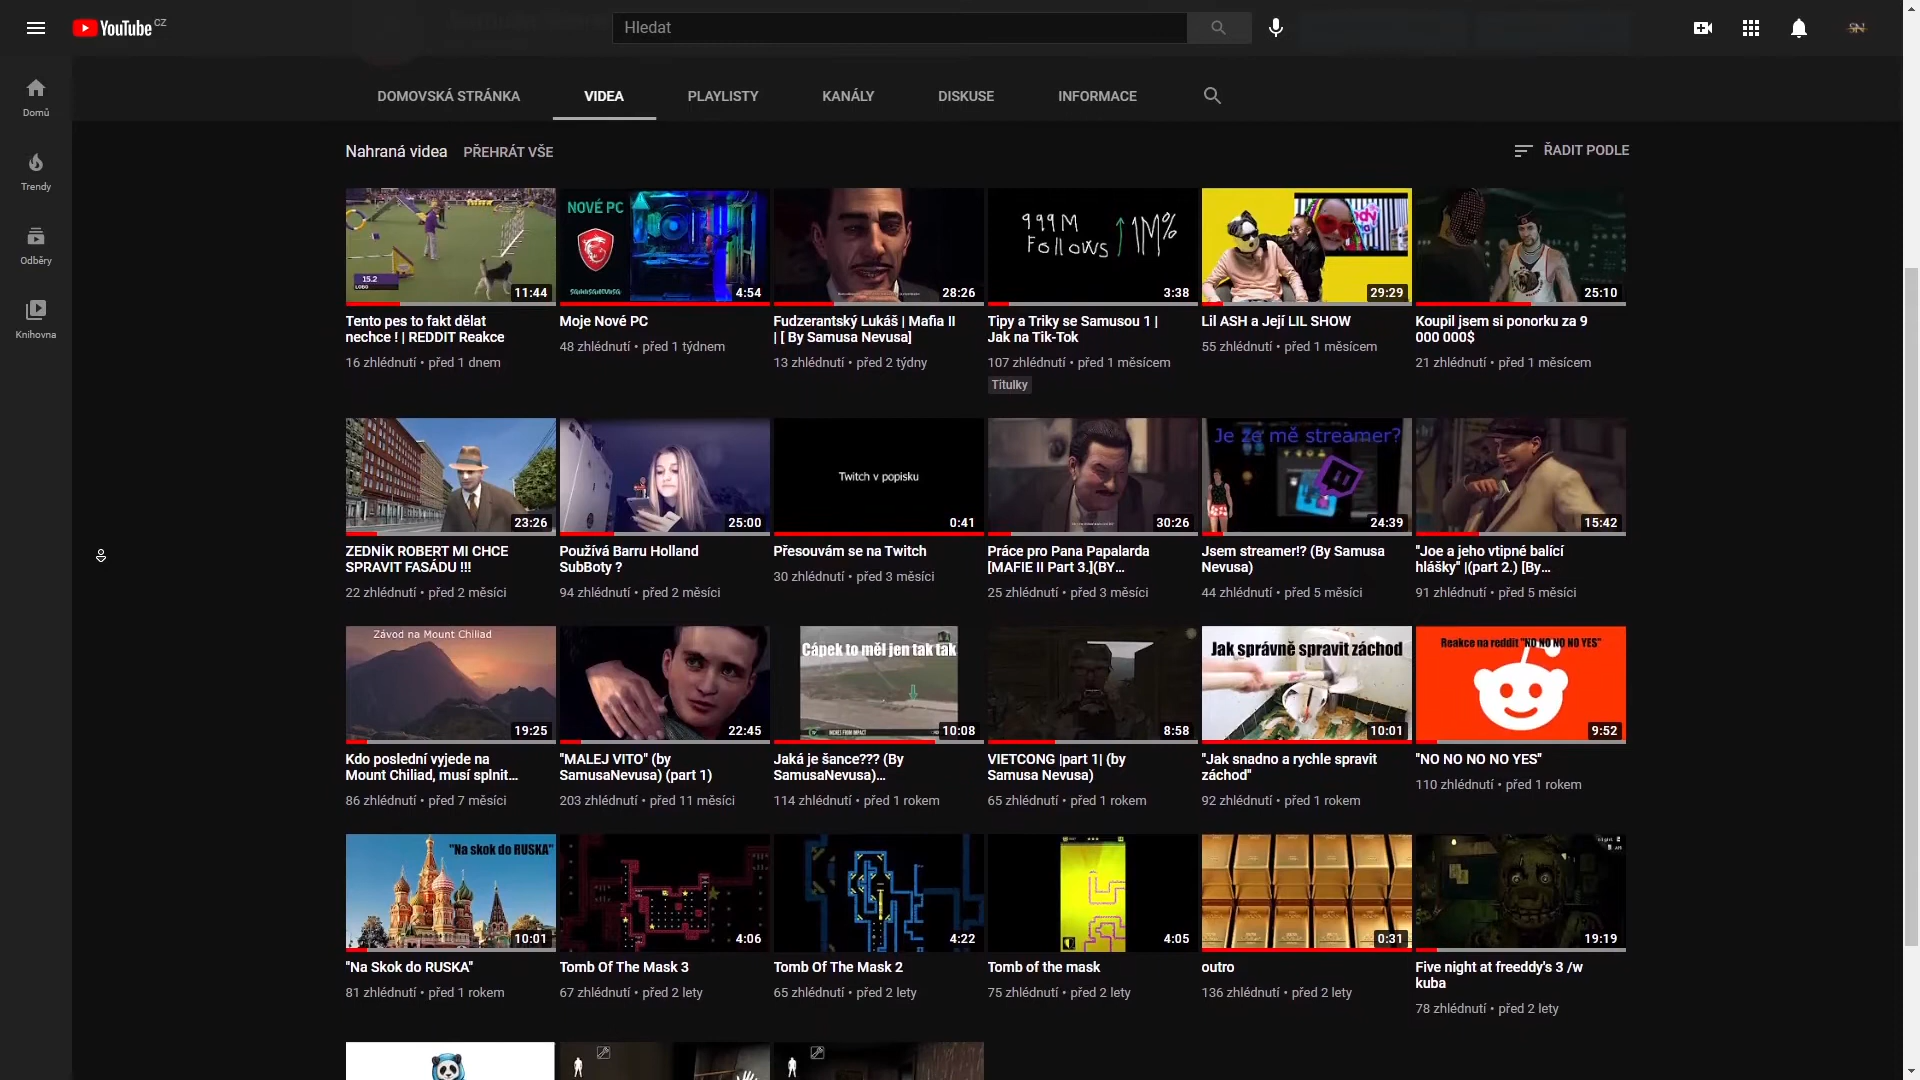 YouTube CZ
Hledat
Domů
Trendy
Odběry
Knihovna
DOMOVSKÁ STRÁNKA
VIDEA
PLAYLISTY
KANÁLY
DISKUSE
INFORMACE
Nahraná videa
PŘEHRÁT VŠE
ŘADIT PODLE
15.2
11:44
Tento pes to fakt dělat
nechce ! | REDDIT Reakce
16 zhlédnutí • před 1 dnem
NOVÉ PC
4:54
Moje Nové PC
48 zhlédnutí • před 1 týdnem
28:26
Fudzerantský Lukáš | Mafia II
| [ By Samusa Nevusa]
13 zhlédnutí • před 2 týdny
999M
Follows
1M%
3:38
Tipy a Triky se Samusou 1 |
Jak na Tik-Tok
107 zhlédnutí • před 1 měsícem
Titulky
29:29
Lil ASH a Její LIL SHOW
55 zhlédnutí • před 1 měsícem
25:10
Koupil jsem si ponorku za 9
000 000$
21 zhlédnutí • před 1 měsícem
23:26
ZEDNÍK ROBERT MI CHCE
SPRAVIT FASÁDU !!!
22 zhlédnutí • před 2 měsíci
25:00
Používá Barru Holland
SubBoty ?
94 zhlédnutí • před 2 měsíci
Twitch v popisku
0:41
Přesouvám se na Twitch
30 zhlédnutí • před 3 měsíci
30:26
Práce pro Pana Papalarda
[MAFIE II Part 3.](BY...
25 zhlédnutí • před 3 měsíci
Je ze mě streamer?
24:39
Jsem streamer!? (By Samusa
Nevusa)
44 zhlédnutí • před 5 měsíci
15:42
"Joe a jeho vtipné balící
hlášky" |(part 2.) [By...
91 zhlédnutí • před 5 měsíci
Závod na Mount Chiliad
19:25
Kdo poslední vyjede na
Mount Chiliad, musí splnit...
86 zhlédnutí • před 7 měsíci
22:45
"MALEJ VITO" (by
SamusaNevusa) (part 1)
203 zhlédnutí • před 11 měsíci
Cápek to měl jen tak tak
10:08
Jaká je šance??? (By
SamusaNevusa)...
114 zhlédnutí • před 1 rokem
8:58
VIETCONG |part 1| (by
Samusa Nevusa)
65 zhlédnutí • před 1 rokem
Jak správně spravit záchod
10:01
"Jak snadno a rychle spravit
záchod"
92 zhlédnutí • před 1 rokem
Reakce na reddit "NO NO NO NO YES"
9:52
"NO NO NO NO YES"
110 zhlédnutí • před 1 rokem
"Na skok do RUSKA"
10:01
"Na Skok do RUSKA"
81 zhlédnutí • před 1 rokem
4:06
Tomb Of The Mask 3
67 zhlédnutí • před 2 lety
4:22
Tomb Of The Mask 2
65 zhlédnutí • před 2 lety
4:05
Tomb of the mask
75 zhlédnutí • před 2 lety
0:31
outro
136 zhlédnutí • před 2 lety
19:19
Five night at freeddy's 3 /w
kuba
78 zhlédnutí • před 2 lety